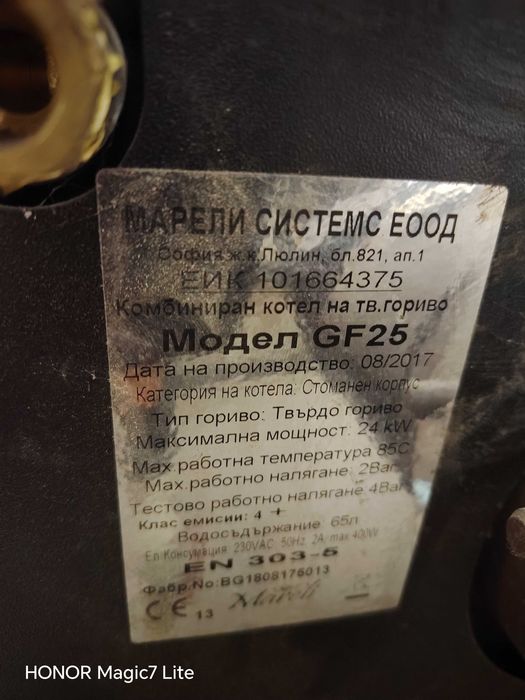 МАРЕЛИ СИСТЕМС ЕООД
София ж.к.Люлин, бл.821, ап.1
ЕИК 101664375
Комбиниран котел на тв.гориво
Модел GF25
Дата на производство: 08/2017
Категория на котела: Стоманен корпус
Тип гориво: Твърдо гориво
Максимална мощност: 24 kW
Max.работна температура 85C
Max.работно налягане: 2Bar
Тестово работно налягане 4Bar
Клас емисии: 4 +
Водосъдържание: 65л
Ел.Консумация: 230VAC, 50Hz, 2A, max.400W
EN 303-5
Фабр.No:BG1808175013
CE 13 Mareli
HONOR Magic7 Lite